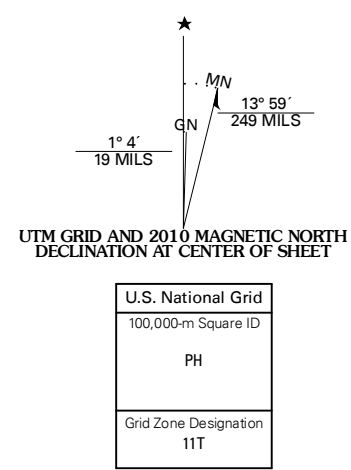 ★
MN
13° 59´
249 MILS
GN
1° 4´
19 MILS
UTM GRID AND 2010 MAGNETIC NORTH
DECLINATION AT CENTER OF SHEET
U.S. National Grid
100,000-m Square ID
PH
Grid Zone Designation
11T